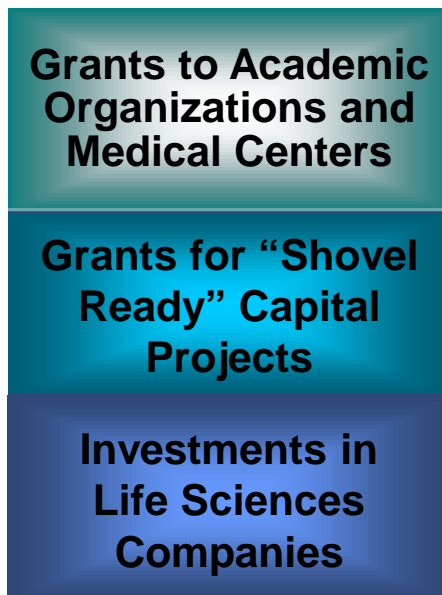 Grants to Academic
Organizations and
Medical Centers
Grants for “Shovel
Ready” Capital
Projects
Investments in
Life Sciences
Companies